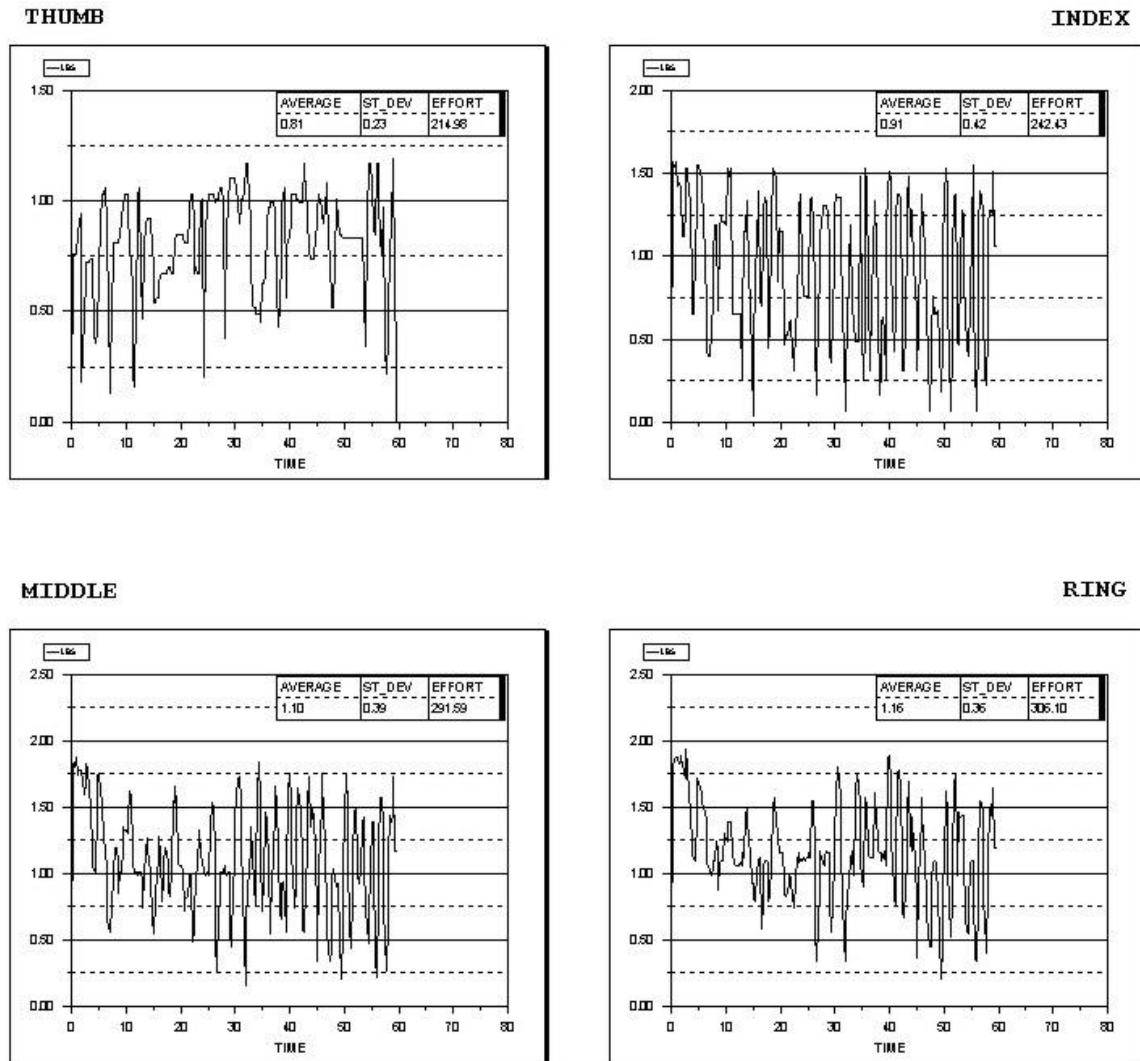 THUMB
INDEX
LBS
1.50
AVERAGE ST_DEV EFFORT
0.81 0.23 214.98
1.00
0.50
0.00
0 10 20 30 40 50 60 70 80
TIME
LBS
2.00
AVERAGE ST_DEV EFFORT
0.91 0.42 242.43
1.50
1.00
0.50
0.00
0 10 20 30 40 50 60 70 80
TIME
MIDDLE
RING
LBS
2.50
AVERAGE ST_DEV EFFORT
1.10 0.39 291.59
2.00
1.50
1.00
0.50
0.00
0 10 20 30 40 50 60 70 80
TIME
LBS
2.50
AVERAGE ST_DEV EFFORT
1.16 0.36 306.10
2.00
1.50
1.00
0.50
0.00
0 10 20 30 40 50 60 70 80
TIME